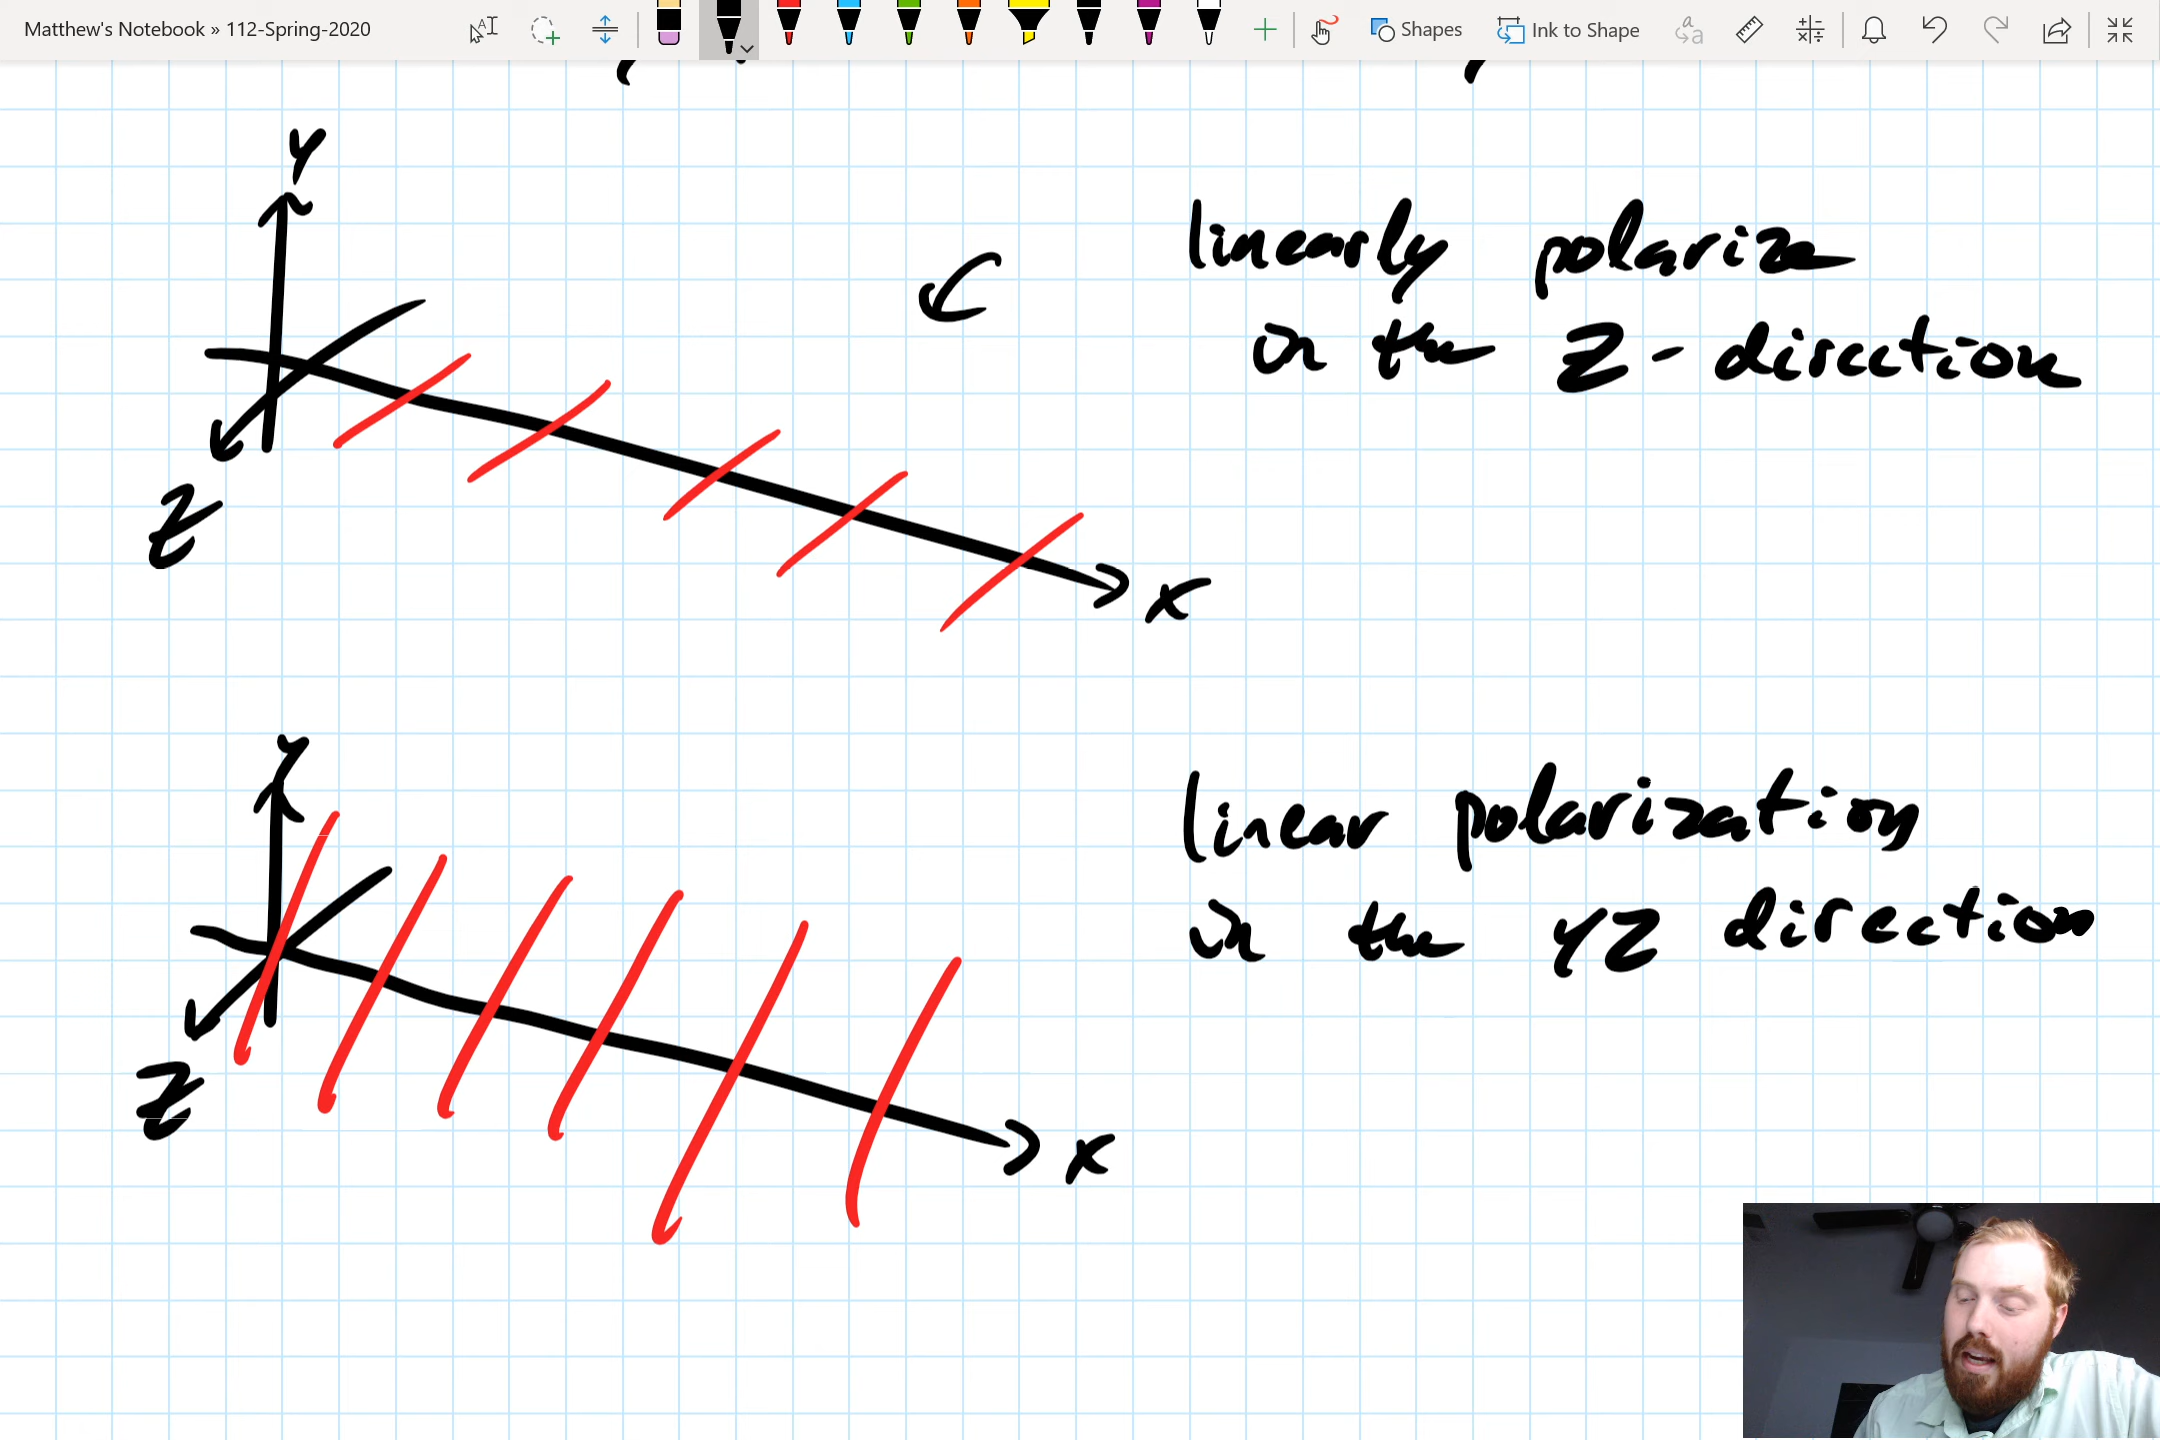 Matthew's Notebook » 112-Spring-2020
Shapes
Ink to Shape
Y
linearly polarize
in the Z-direction
Z
x
Y
linear polarization
in the YZ direction
Z
x